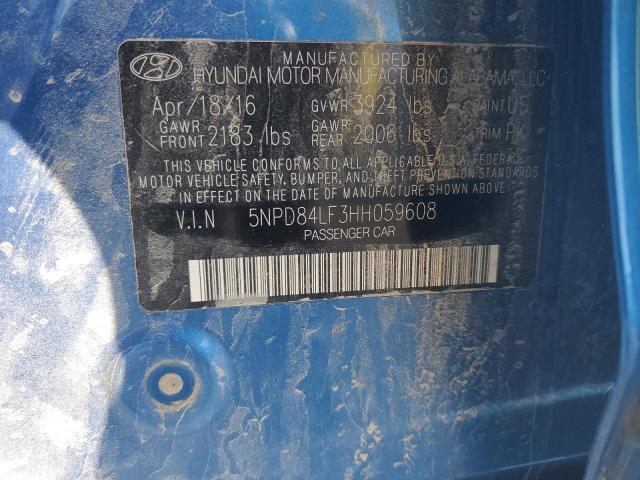 MANUFACTURED BY
HYUNDAI MOTOR MANUFACTURING ALABAMA, LLC
Apr/18/16 GVWR 3924 lbs PAINT US
GAWR FRONT 2183 lbs GAWR REAR 2006 lbs TRIM PK
THIS VEHICLE CONFORMS TO ALL APPLICABLE U.S.A. FEDERAL
MOTOR VEHICLE SAFETY, BUMPER, AND THEFT PREVENTION STANDARDS
IN EFFECT ON THE DATE OF MANUFACTURE SHOWN ABOVE.
V.I.N 5NPD84LF3HH059608
PASSENGER CAR